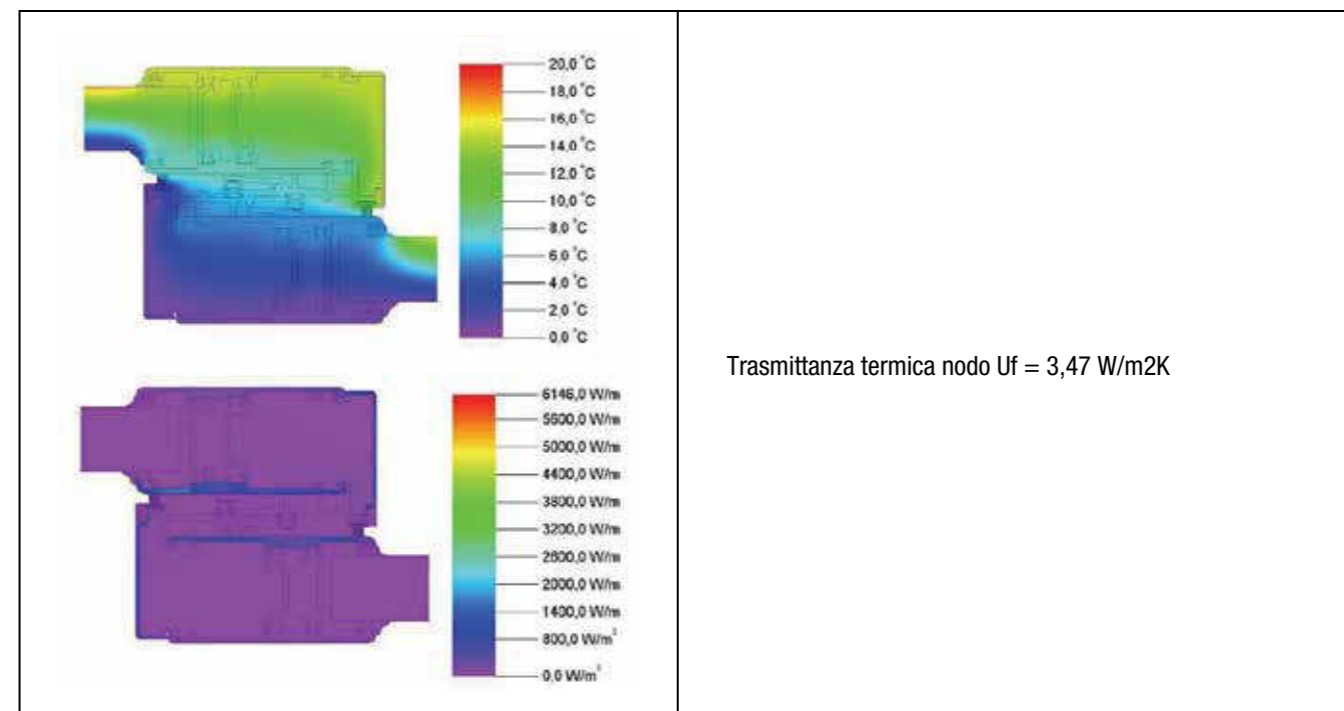 20,0 °C
18,0 °C
16,0 °C
14,0 °C
12,0 °C
10,0 °C
8,0 °C
6,0 °C
4,0 °C
2,0 °C
0,0 °C
Trasmittanza termica nodo Uf = 3,47 W/m2K
6146,0 W/m
5600,0 W/m
5000,0 W/m
4400,0 W/m
3800,0 W/m
3200,0 W/m
2600,0 W/m
2000,0 W/m
1400,0 W/m
800,0 W/m²
0,0 W/m²